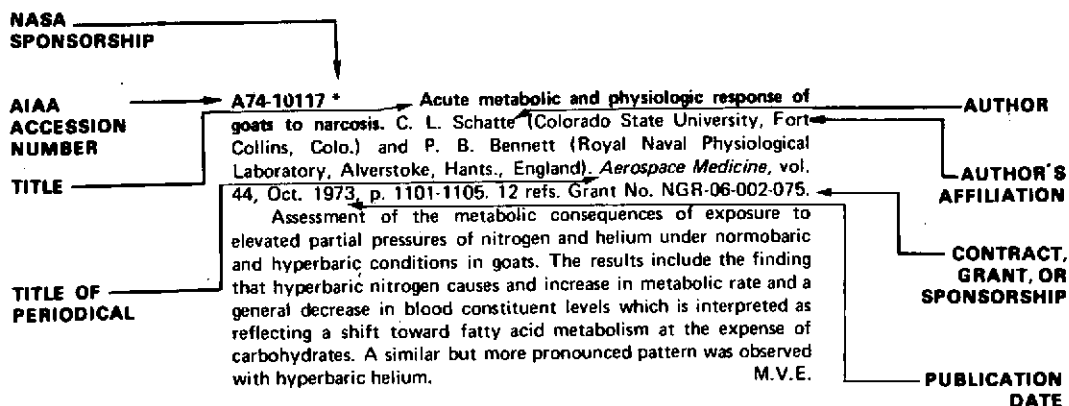 NASA
SPONSORSHIP
AIAA
ACCESSION
NUMBER
TITLE
TITLE OF
PERIODICAL
A74-10117 * Acute metabolic and physiologic response of
goats to narcosis. C. L. Schatte (Colorado State University, Fort
Collins, Colo.) and P. B. Bennett (Royal Naval Physiological
Laboratory, Alverstoke, Hants., England). Aerospace Medicine, vol.
44, Oct. 1973, p. 1101-1105. 12 refs. Grant No. NGR-06-002-075.
Assessment of the metabolic consequences of exposure to
elevated partial pressures of nitrogen and helium under normobaric
and hyperbaric conditions in goats. The results include the finding
that hyperbaric nitrogen causes and increase in metabolic rate and a
general decrease in blood constituent levels which is interpreted as
reflecting a shift toward fatty acid metabolism at the expense of
carbohydrates. A similar but more pronounced pattern was observed
with hyperbaric helium. M.V.E.
AUTHOR
AUTHOR'S
AFFILIATION
CONTRACT,
GRANT, OR
SPONSORSHIP
PUBLICATION
DATE